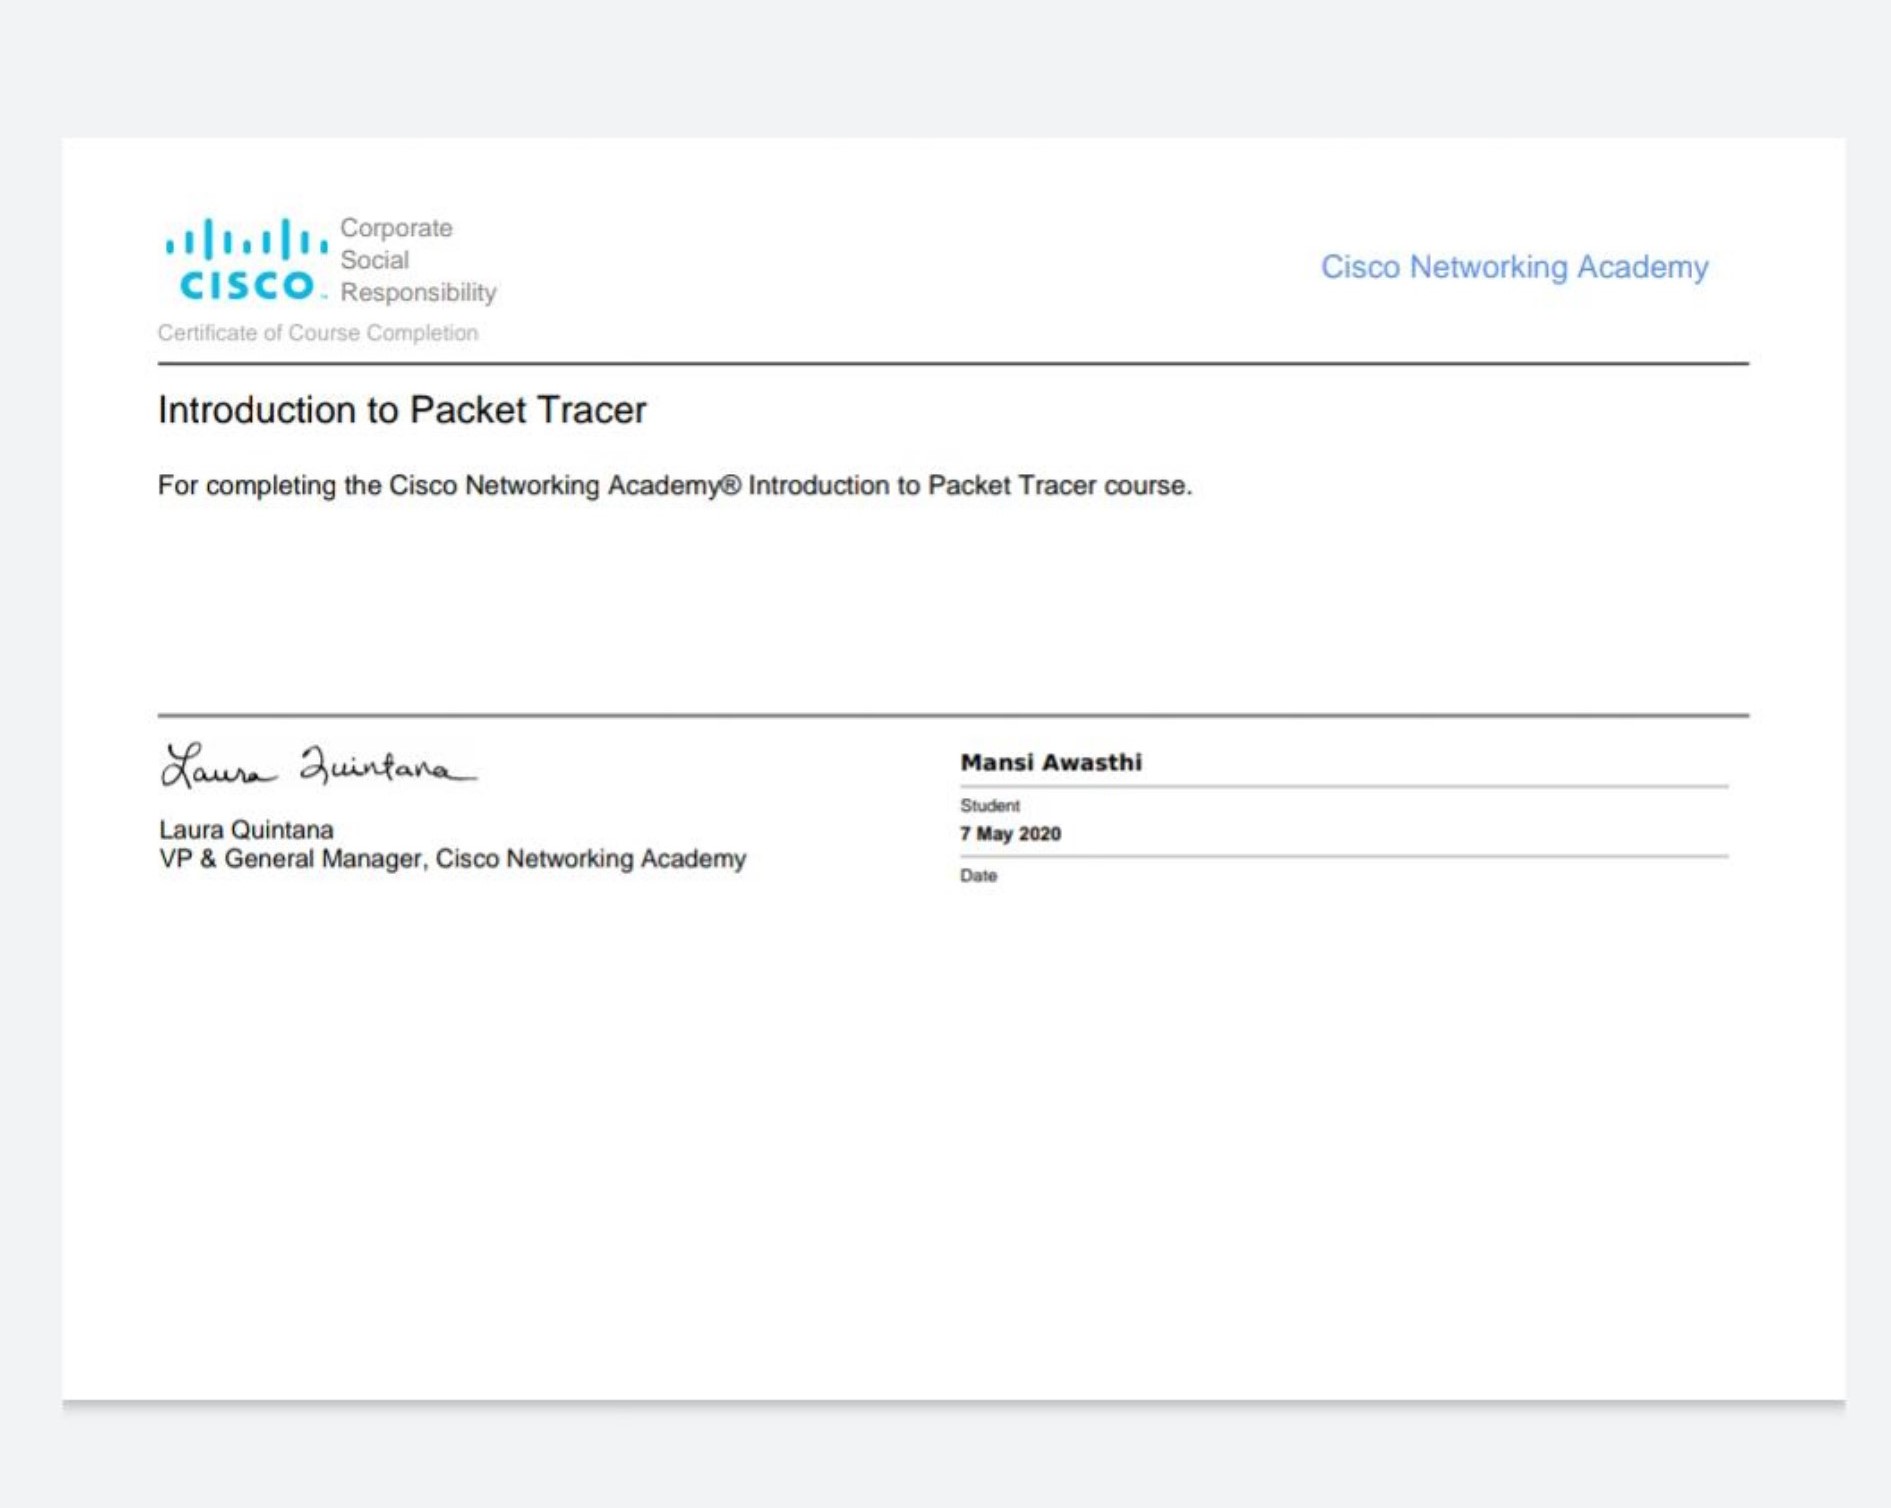 Corporate
Social
CISCO™ Responsibility
Cisco Networking Academy
Certificate of Course Completion
Introduction to Packet Tracer
For completing the Cisco Networking Academy® Introduction to Packet Tracer course.
Laura Quintana
Laura Quintana
VP & General Manager, Cisco Networking Academy
Mansi Awasthi
Student
7 May 2020
Date